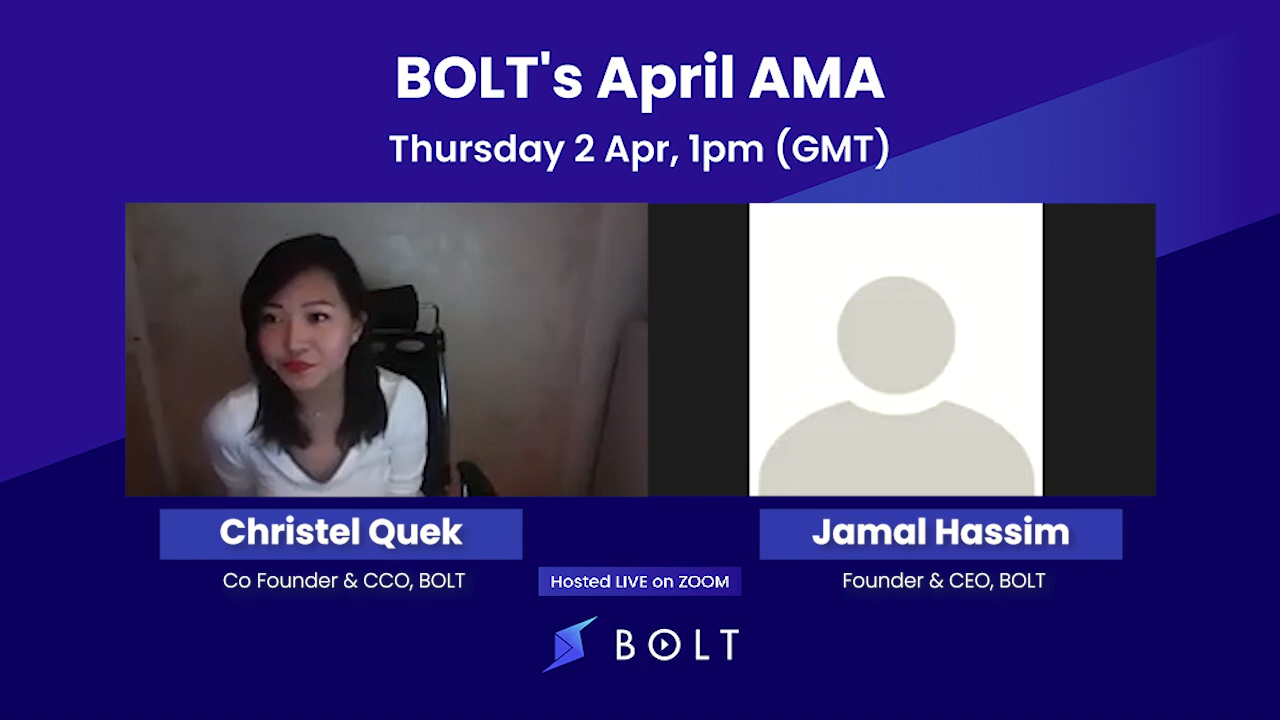 BOLT's April AMA
Thursday 2 Apr, 1pm (GMT)
Christel Quek
Jamal Hassim
Co Founder & CCO, BOLT
Hosted LIVE on ZOOM
Founder & CEO, BOLT
BOLT